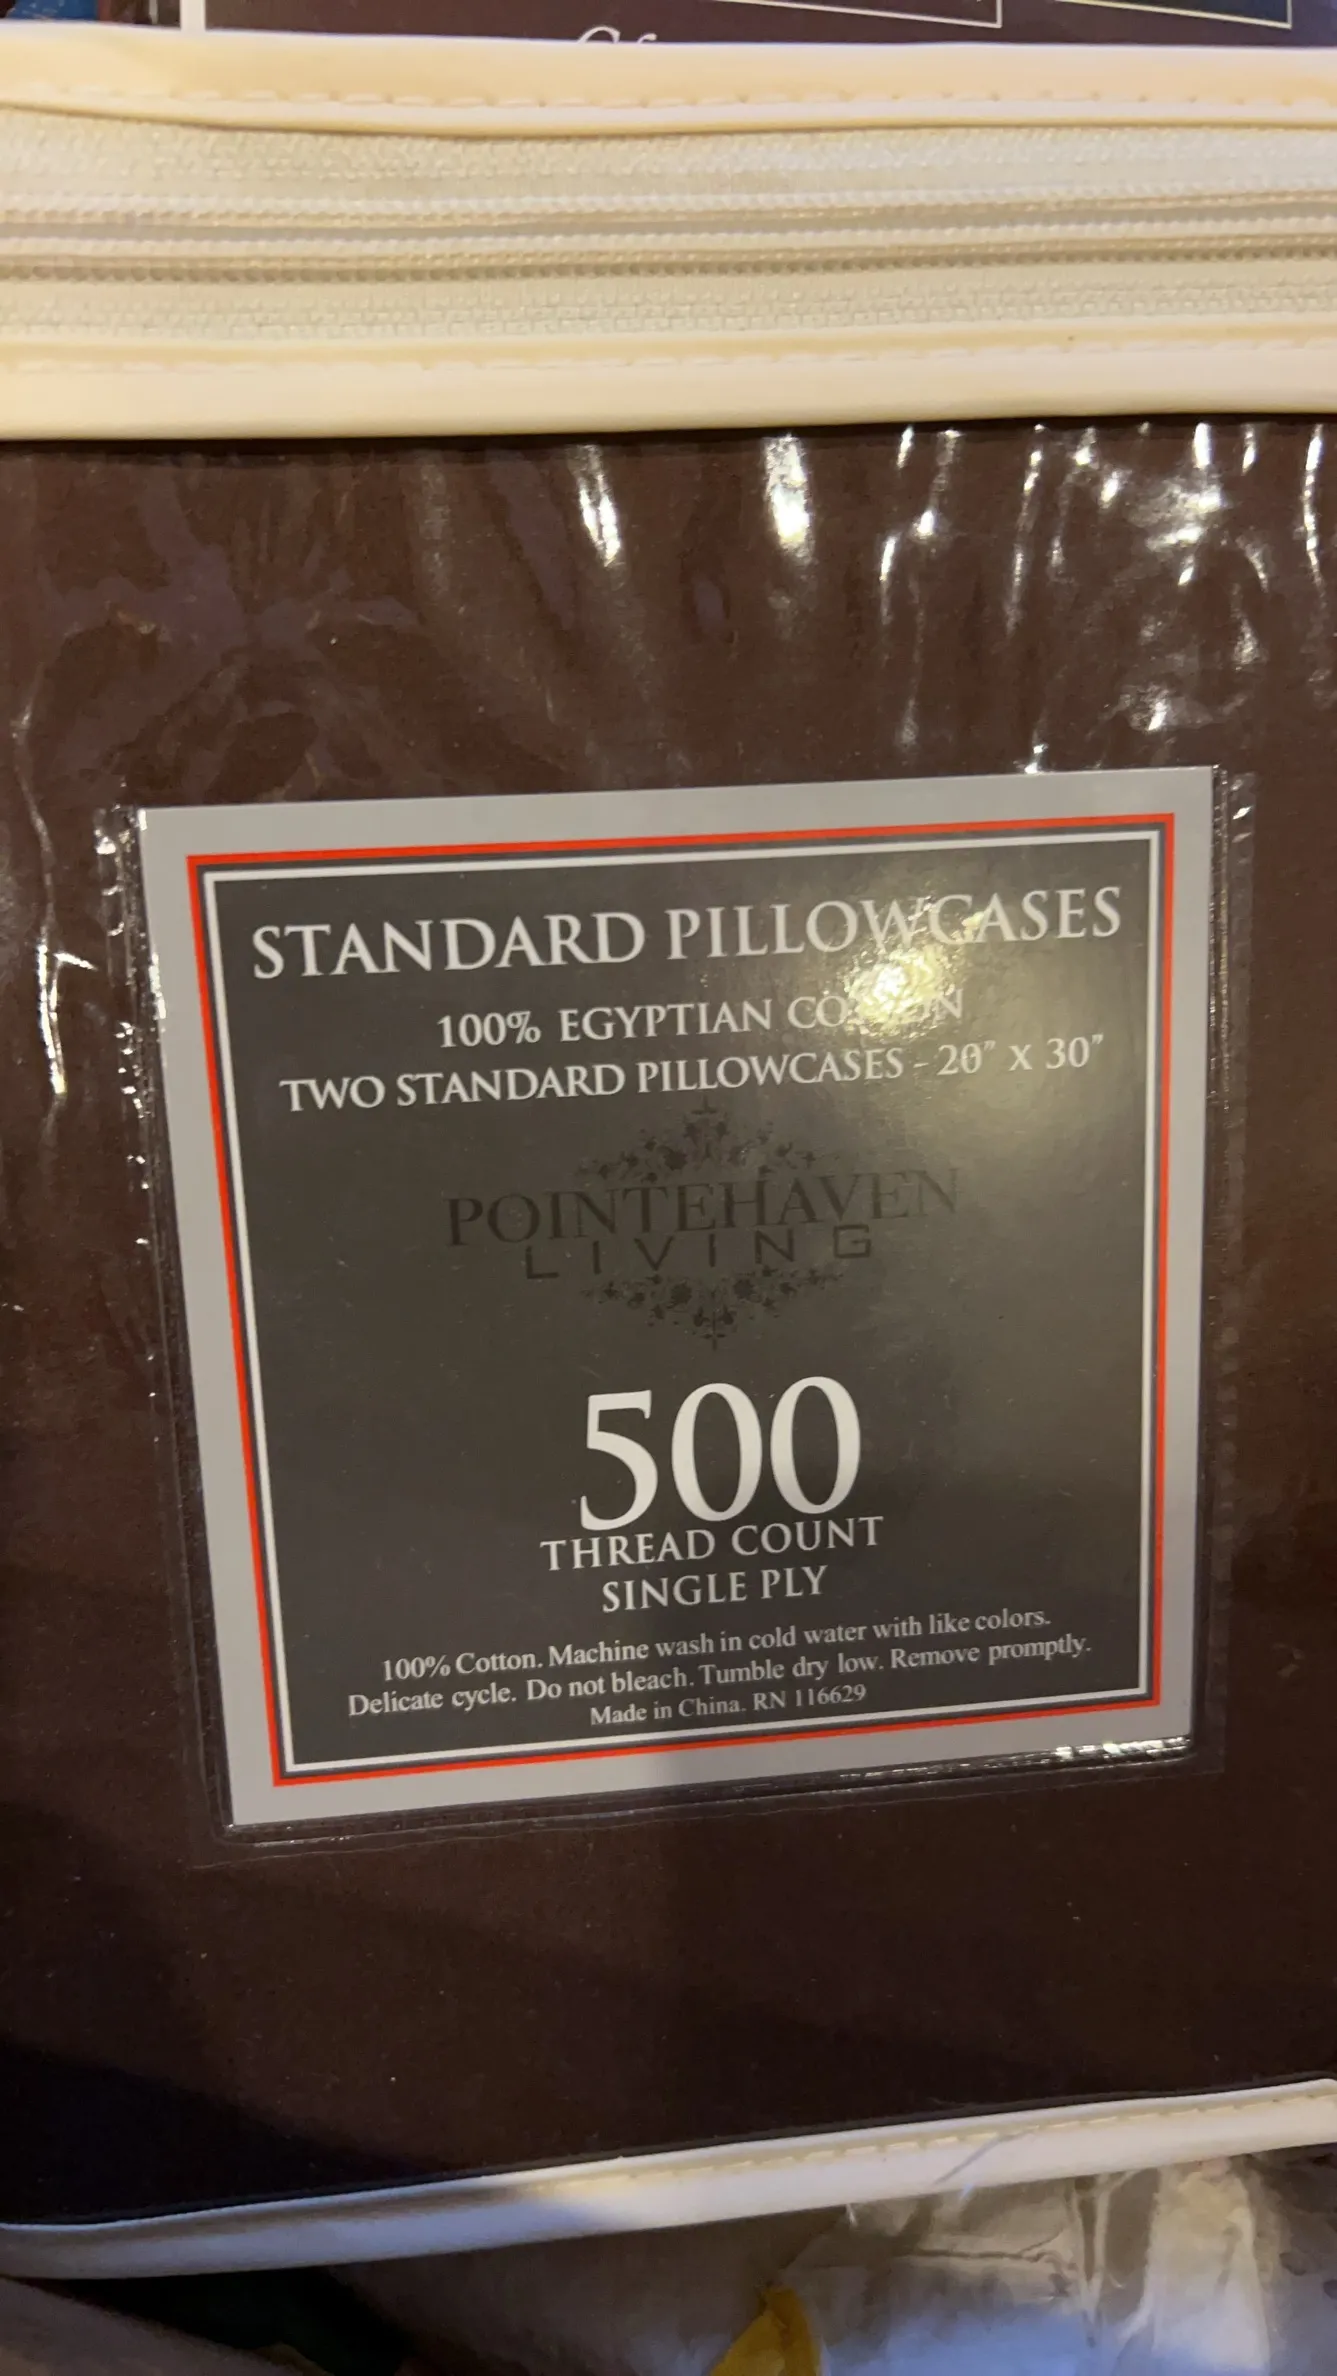 STANDARD PILLOWCASES
100% EGYPTIAN COTTON
TWO STANDARD PILLOWCASES - 20" X 30"
POINTEHAVEN
LIVING
500
THREAD COUNT
SINGLE PLY
100% Cotton. Machine wash in cold water with like colors.
Delicate cycle. Do not bleach. Tumble dry low. Remove promptly.
Made in China. RN 116629